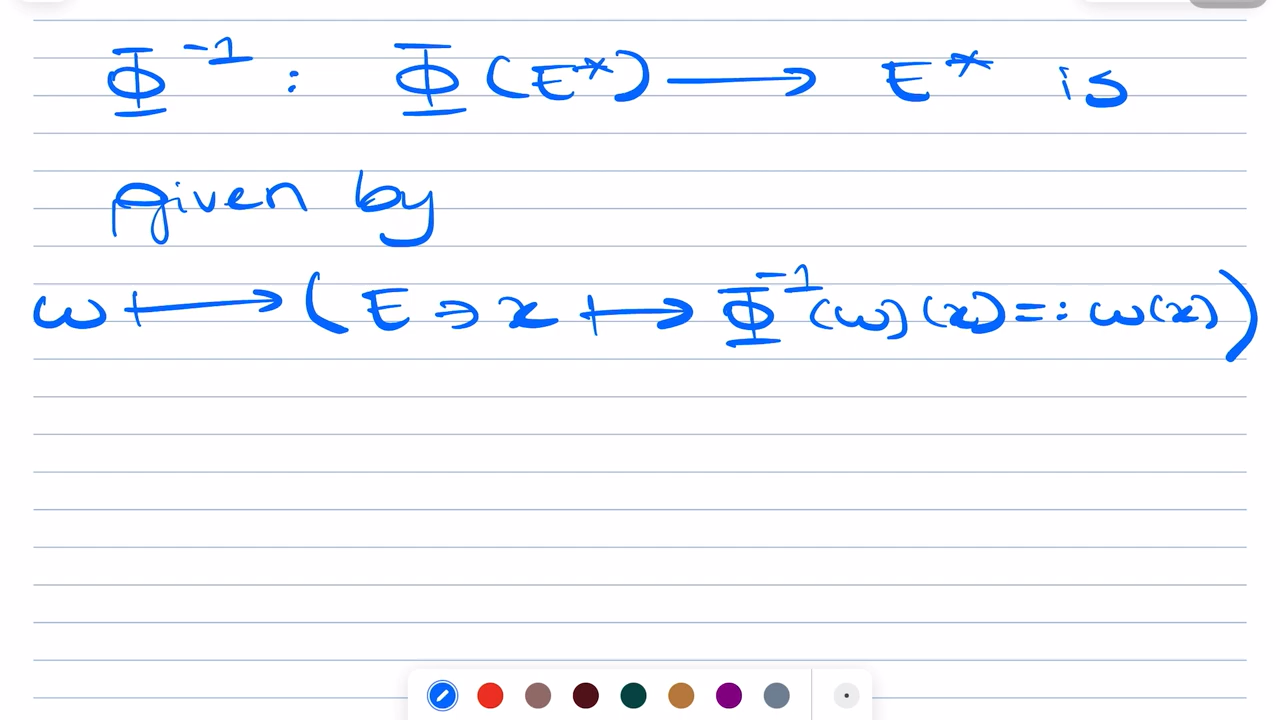 Φ⁻¹ : Φ(E*) ⟶ E* is
given by
ω ⟼ (E ∋ x ⟼ Φ⁻¹(ω)(x) =: ω(x))